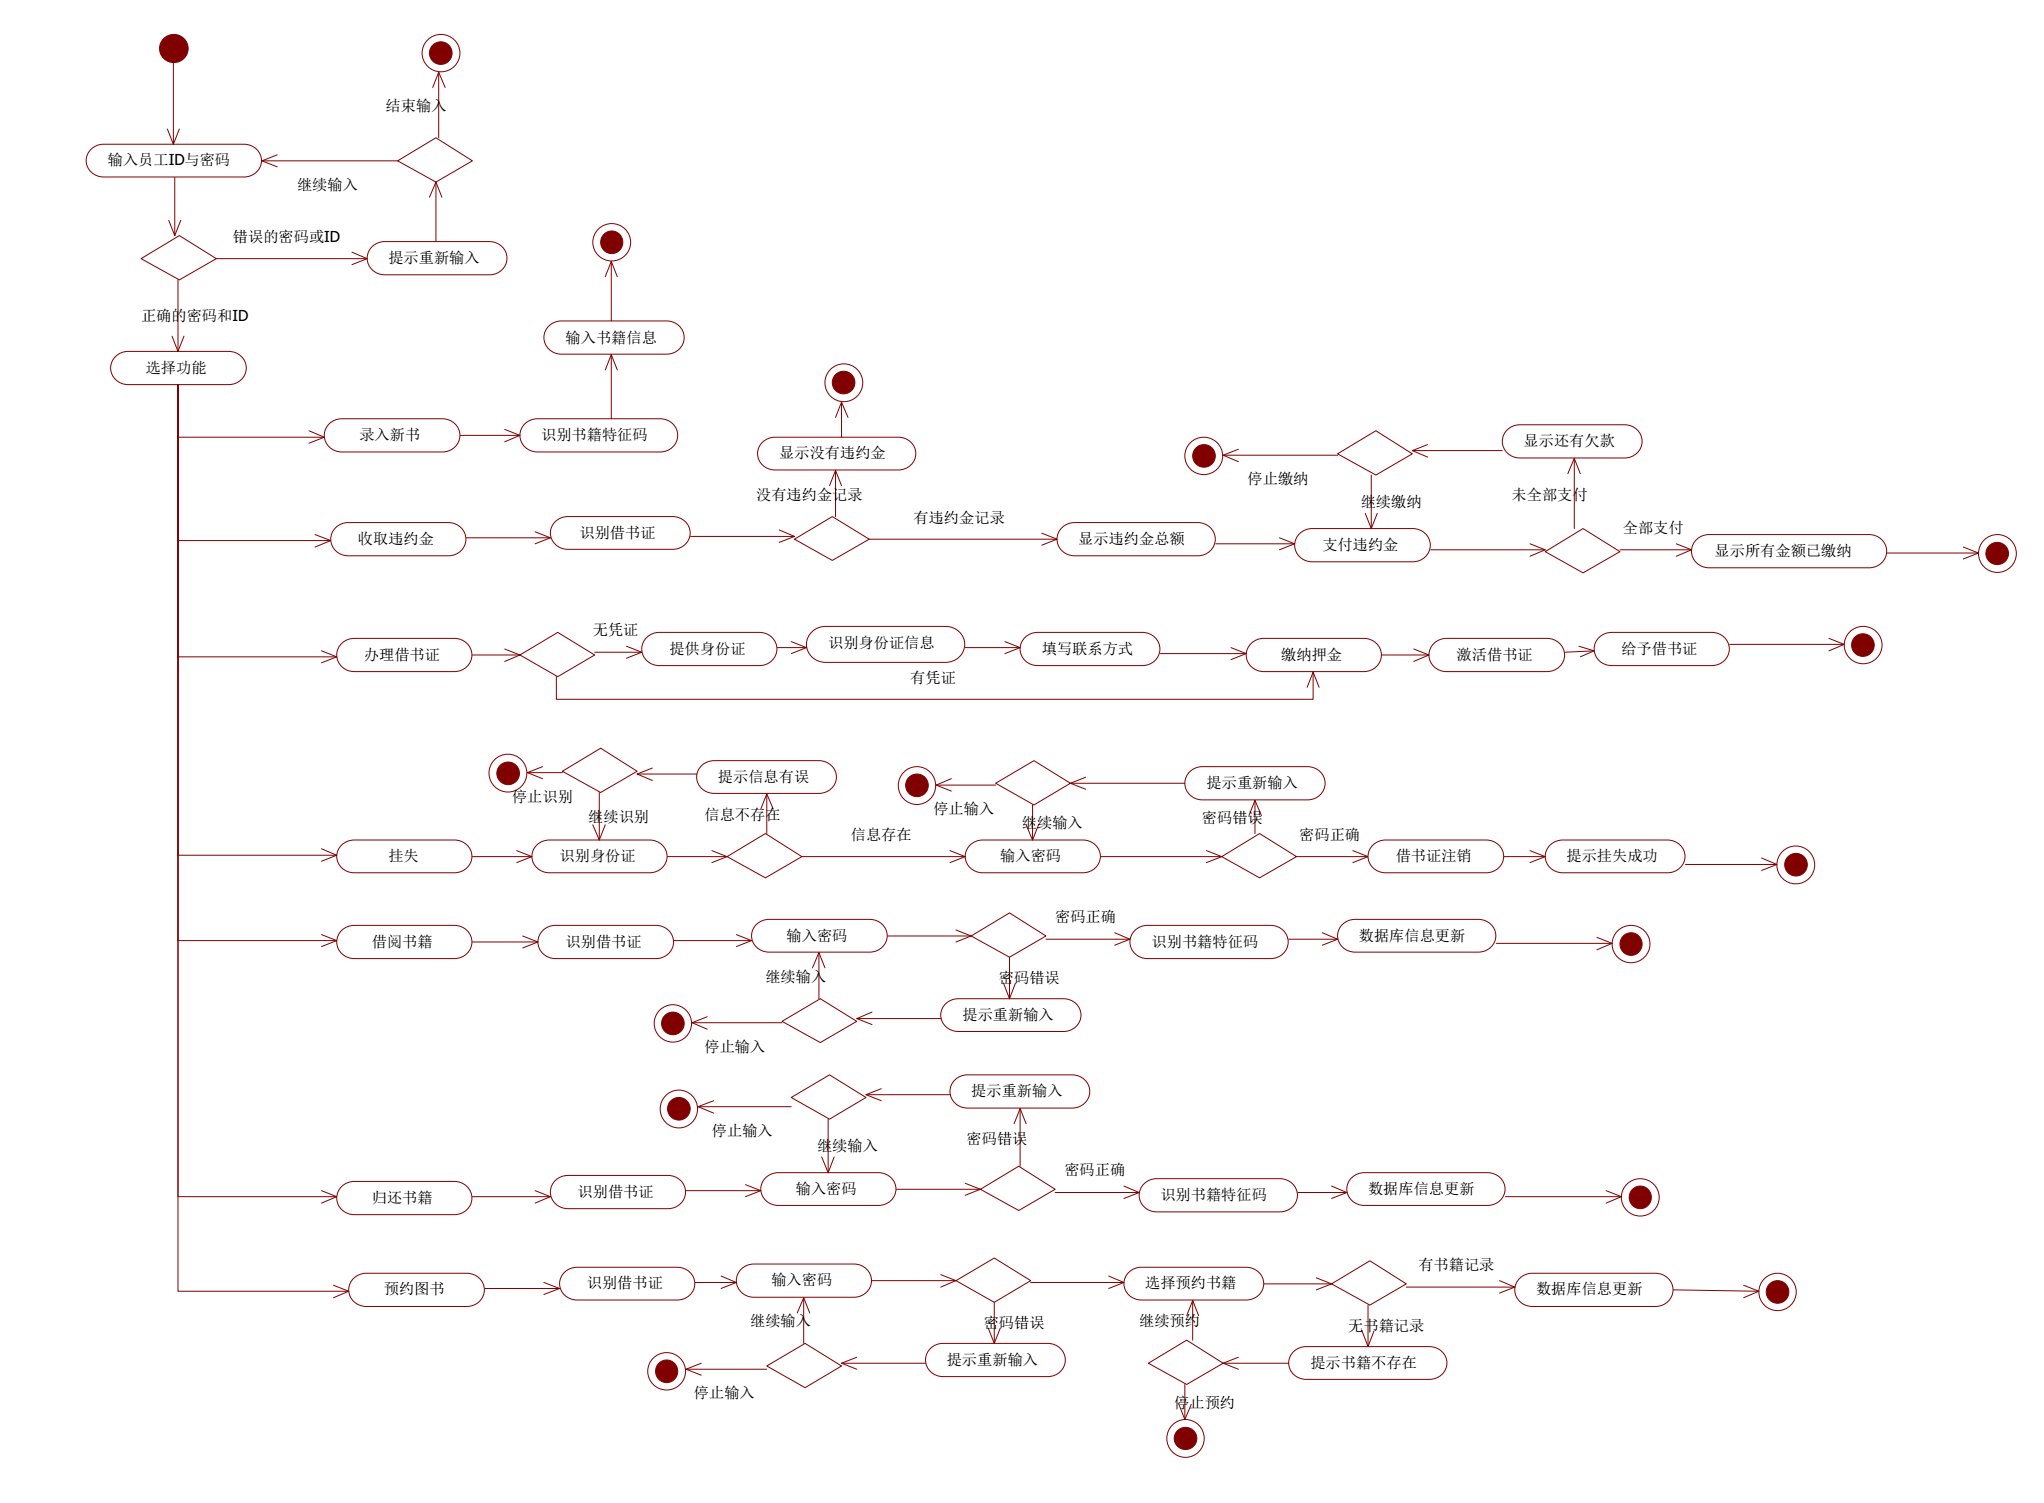 结束输入
输入员工ID与密码
继续输入
错误的密码或ID
提示重新输入
正确的密码和ID
选择功能
输入书籍信息
录入新书
识别书籍特征码
显示没有违约金
没有违约金记录
收取违约金
识别借书证
有违约金记录
显示违约金总额
停止缴纳
继续缴纳
显示还有欠款
未全部支付
支付违约金
全部支付
显示所有金额已缴纳
办理借书证
无凭证
提供身份证
识别身份证信息
填写联系方式
有凭证
缴纳押金
激活借书证
给予借书证
停止识别
继续识别
提示信息有误
信息不存在
挂失
识别身份证
信息存在
停止输入
继续输入
提示重新输入
密码错误
输入密码
密码正确
借书证注销
提示挂失成功
借阅书籍
识别借书证
输入密码
密码正确
识别书籍特征码
数据库信息更新
继续输入
密码错误
提示重新输入
停止输入
提示重新输入
停止输入
继续输入
密码错误
归还书籍
识别借书证
输入密码
密码正确
识别书籍特征码
数据库信息更新
预约图书
识别借书证
输入密码
选择预约书籍
有书籍记录
数据库信息更新
继续输入
密码错误
继续预约
无书籍记录
提示重新输入
提示书籍不存在
停止输入
停止预约